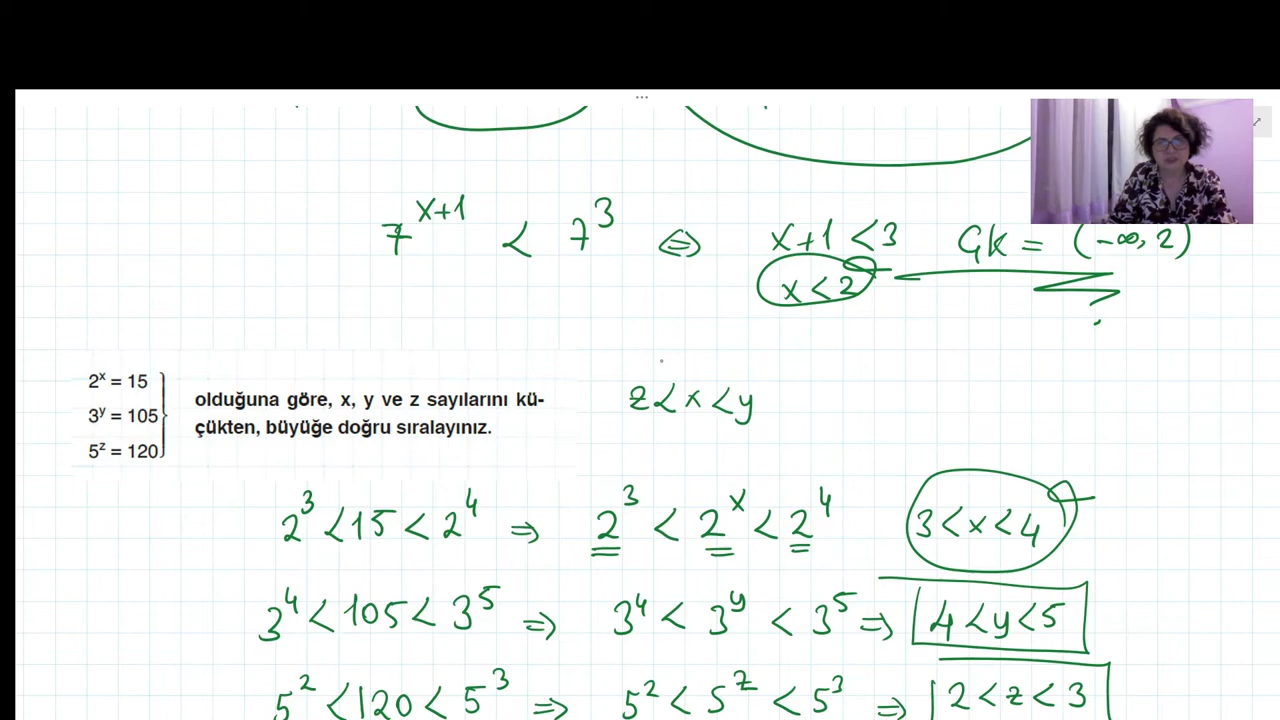 7^{x+1} < 7^3 ⇔ x+1 < 3 GK = (-∞, 2)
x < 2
?
2^x = 15
3^y = 105
5^z = 120
olduğuna göre, x, y ve z sayılarını kü-
çükten, büyüğe doğru sıralayınız.
z < x < y
2^3 < 15 < 2^4 ⇒ 2^3 < 2^x < 2^4 3 < x < 4
3^4 < 105 < 3^5 ⇒ 3^4 < 3^y < 3^5 ⇒ 4 < y < 5
5^2 < 120 < 5^3 ⇒ 5^2 < 5^z < 5^3 ⇒ 2 < z < 3